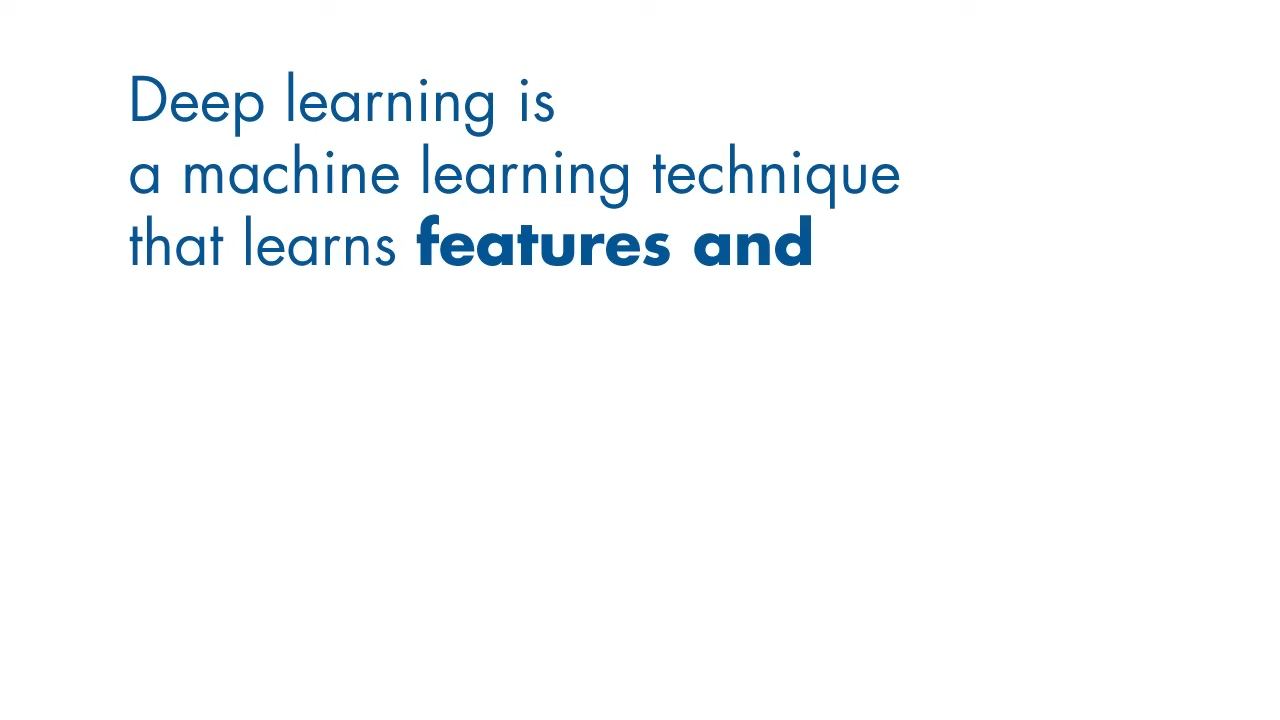 Deep learning is
a machine learning technique
that learns features and